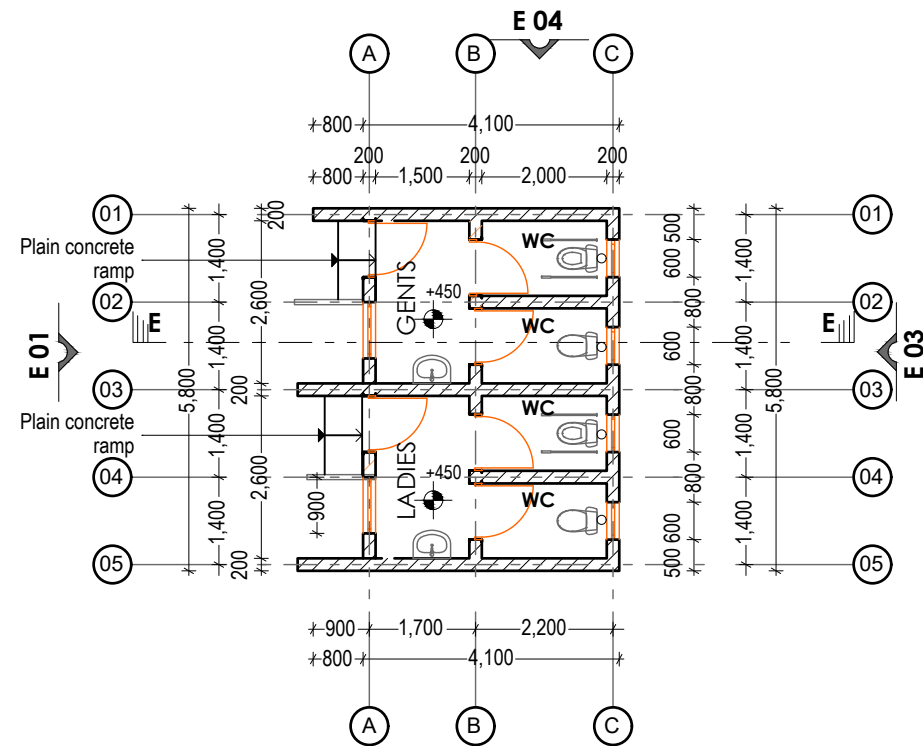 E 04
A
B
C
800
4,100
200
200
200
800
1,500
2,000
01
200
500
01
Plain concrete
ramp
1,400
WC
600
1,400
02
GENTS
+450
800
02
E 01
E
5,800
1,400
2,600
WC
600
1,400
E
E 03
03
200
800
5,800
03
Plain concrete
ramp
1,400
WC
600
1,400
04
LADIES
+450
800
04
2,600
900
WC
1,400
600
1,400
05
200
500
05
900
1,700
2,200
800
4,100
A
B
C